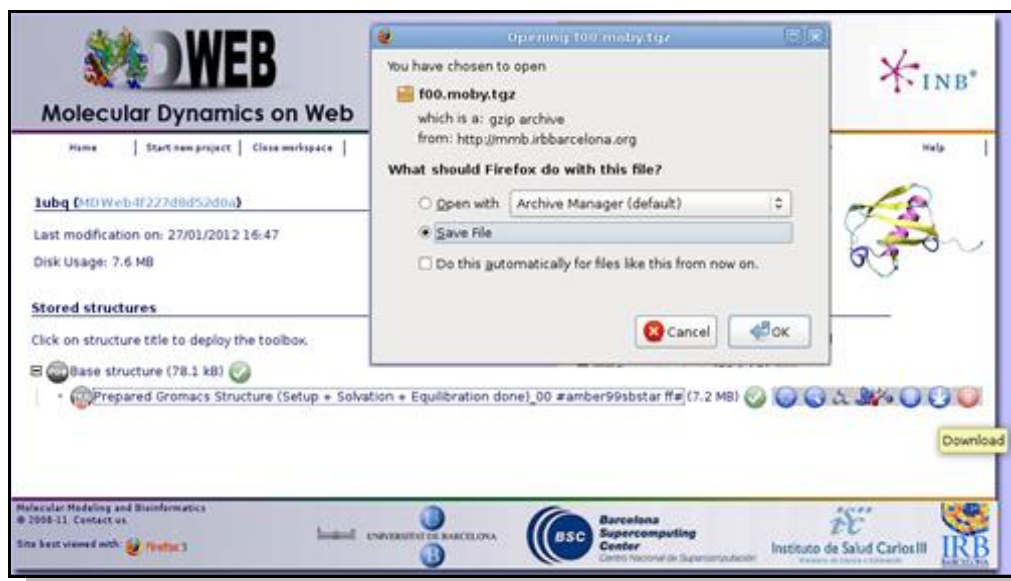 DWEB
Molecular Dynamics on Web
INB
Home | Start new project | Close workspace |
Help |
Opening f00.moby.tgz
You have chosen to open
f00.moby.tgz
which is a: gzip archive
from: http://mmb.irbbarcelona.org
What should Firefox do with this file?
Open with Archive Manager (default)
Save File
Do this automatically for files like this from now on.
Cancel OK
1ubq (MDWeb4f227d8d52d0a)
Last modification on: 27/01/2012 16:47
Disk Usage: 7.6 MB
Stored structures
Click on structure title to deploy the toolbox.
Base structure (78.1 kB)
Prepared Gromacs Structure (Setup + Solvation + Equilibration done)_00 #amber99sbstar ff# (7.2 MB)
Download
Molecular Modeling and Bioinformatics
© 2008-11. Contact us.
Site best viewed with: Firefox 3
UNIVERSITAT DE BARCELONA
B
BSC
Barcelona
Supercomputing
Center
Centro Nacional de Supercomputación
Instituto de Salud Carlos III
IRB
BARCELONA